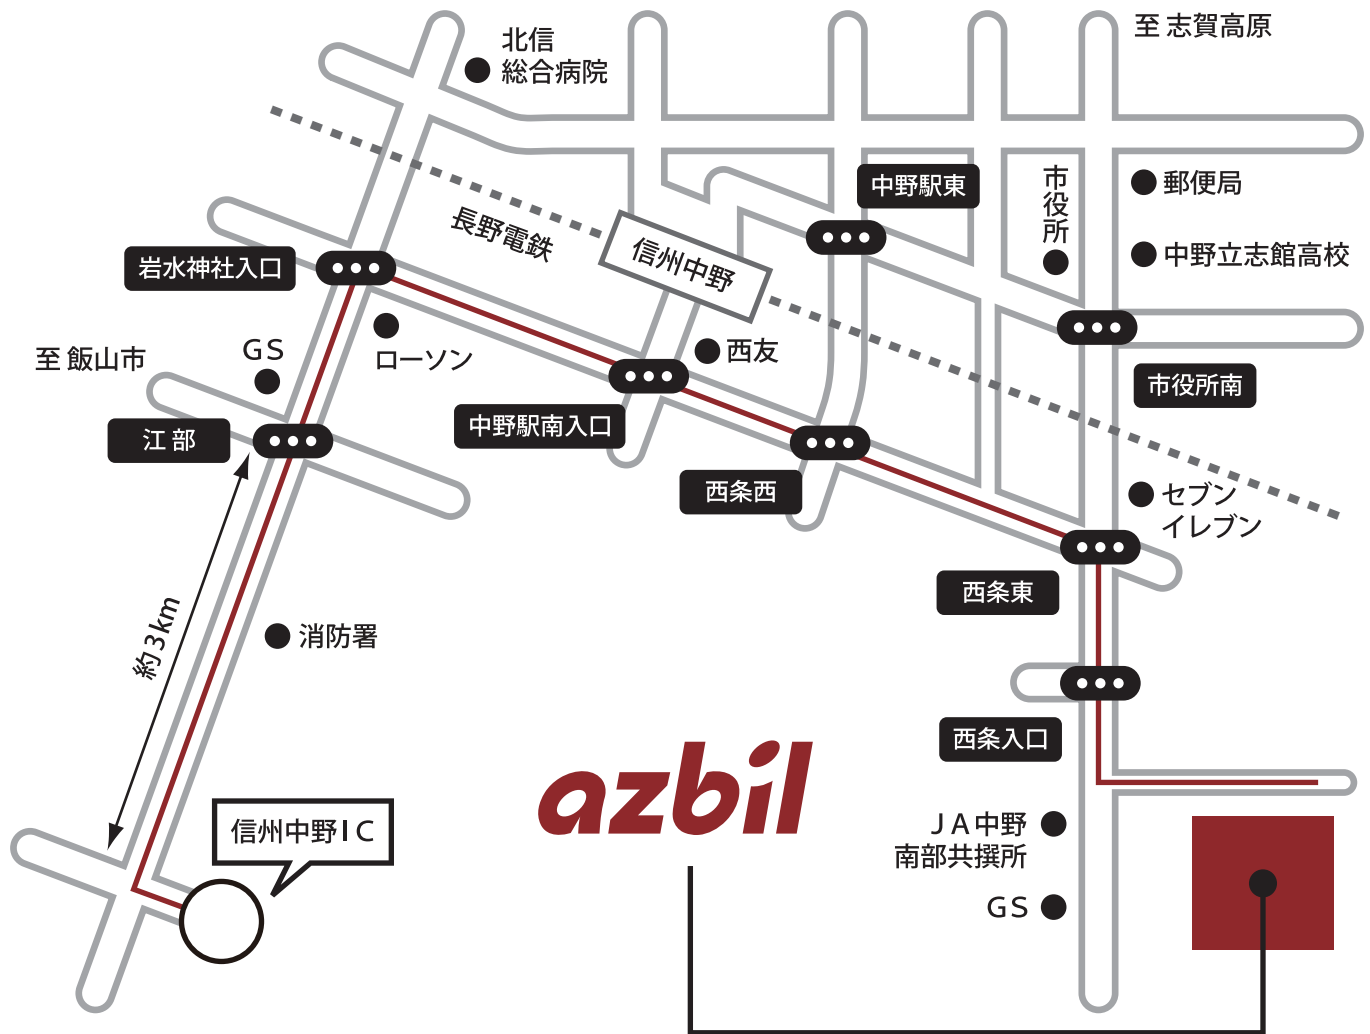 至 志賀高原
北信
総合病院
中野駅東
市役所
郵便局
中野立志館高校
長野電鉄
信州中野
岩水神社入口
至 飯山市
GS
ローソン
西友
市役所南
江部
中野駅南入口
西条西
セブン
イレブン
西条東
約3km
消防署
西条入口
azbil
信州中野IC
JA中野
南部共撰所
GS